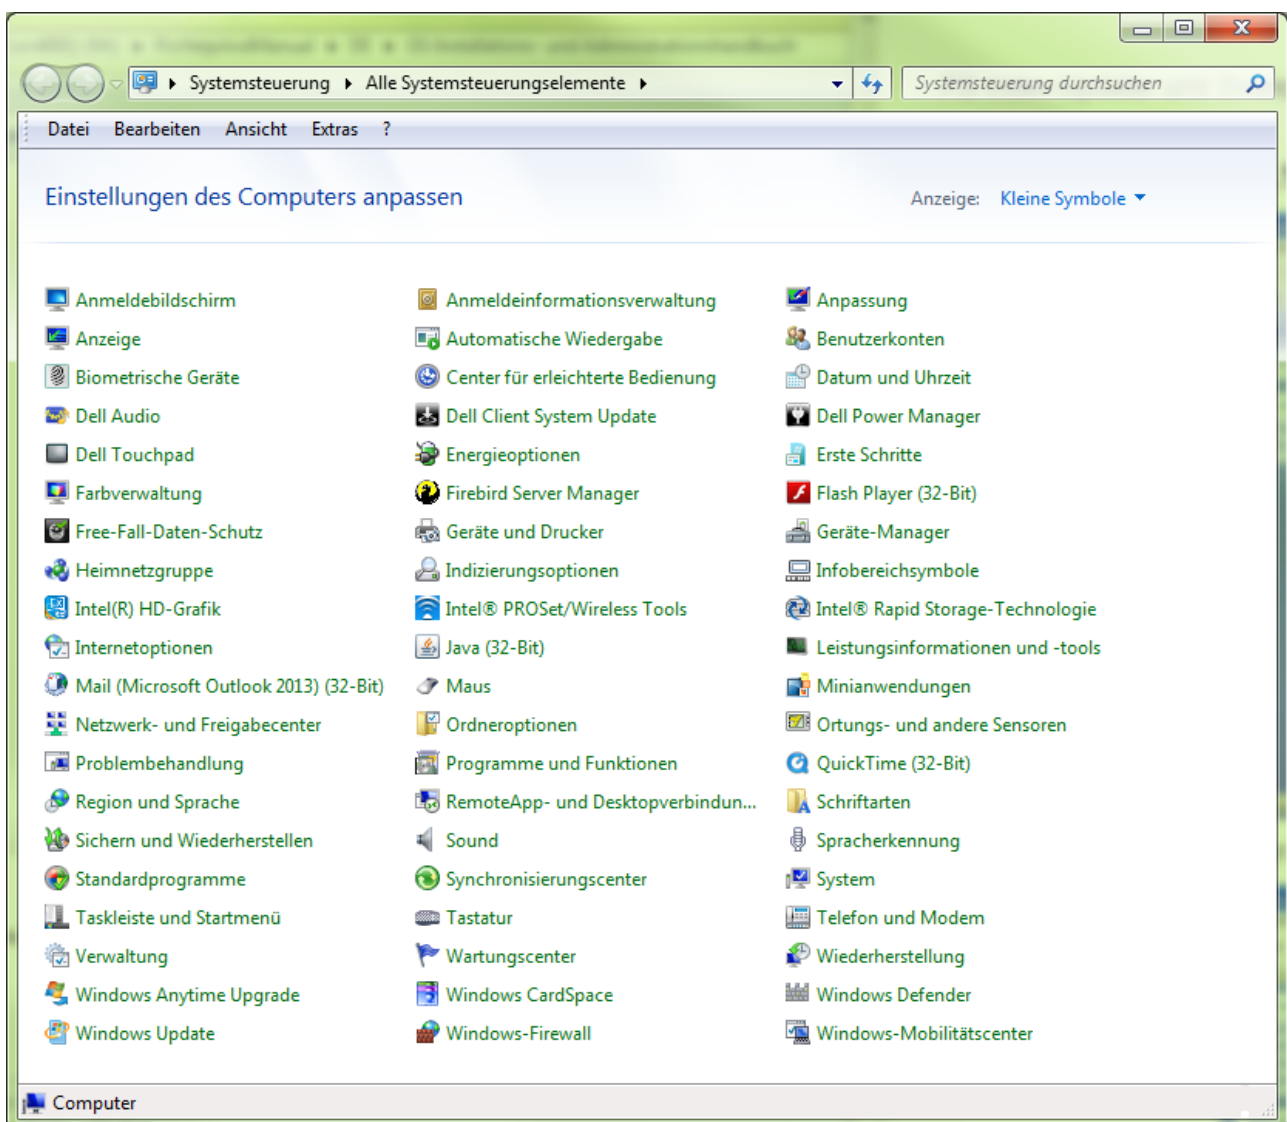 Systemsteuerung Alle Systemsteuerungselemente Systemsteuerung durchsuchen
Datei Bearbeiten Ansicht Extras ?
Einstellungen des Computers anpassen Anzeige: Kleine Symbole
Anmeldebildschirm Anmeldeinformationsverwaltung Anpassung
Anzeige Automatische Wiedergabe Benutzerkonten
Biometrische Geräte Center für erleichterte Bedienung Datum und Uhrzeit
Dell Audio Dell Client System Update Dell Power Manager
Dell Touchpad Energieoptionen Erste Schritte
Farbverwaltung Firebird Server Manager Flash Player (32-Bit)
Free-Fall-Daten-Schutz Geräte und Drucker Geräte-Manager
Heimnetzgruppe Indizierungsoptionen Infobereichsymbole
Intel(R) HD-Grafik Intel® PROSet/Wireless Tools Intel® Rapid Storage-Technologie
Internetoptionen Java (32-Bit) Leistungsinformationen und -tools
Mail (Microsoft Outlook 2013) (32-Bit) Maus Minianwendungen
Netzwerk- und Freigabecenter Ordneroptionen Ortungs- und andere Sensoren
Problembehandlung Programme und Funktionen QuickTime (32-Bit)
Region und Sprache RemoteApp- und Desktopverbindun... Schriftarten
Sichern und Wiederherstellen Sound Spracherkennung
Standardprogramme Synchronisierungscenter System
Taskleiste und Startmenü Tastatur Telefon und Modem
Verwaltung Wartungscenter Wiederherstellung
Windows Anytime Upgrade Windows CardSpace Windows Defender
Windows Update Windows-Firewall Windows-Mobilitätscenter
Computer